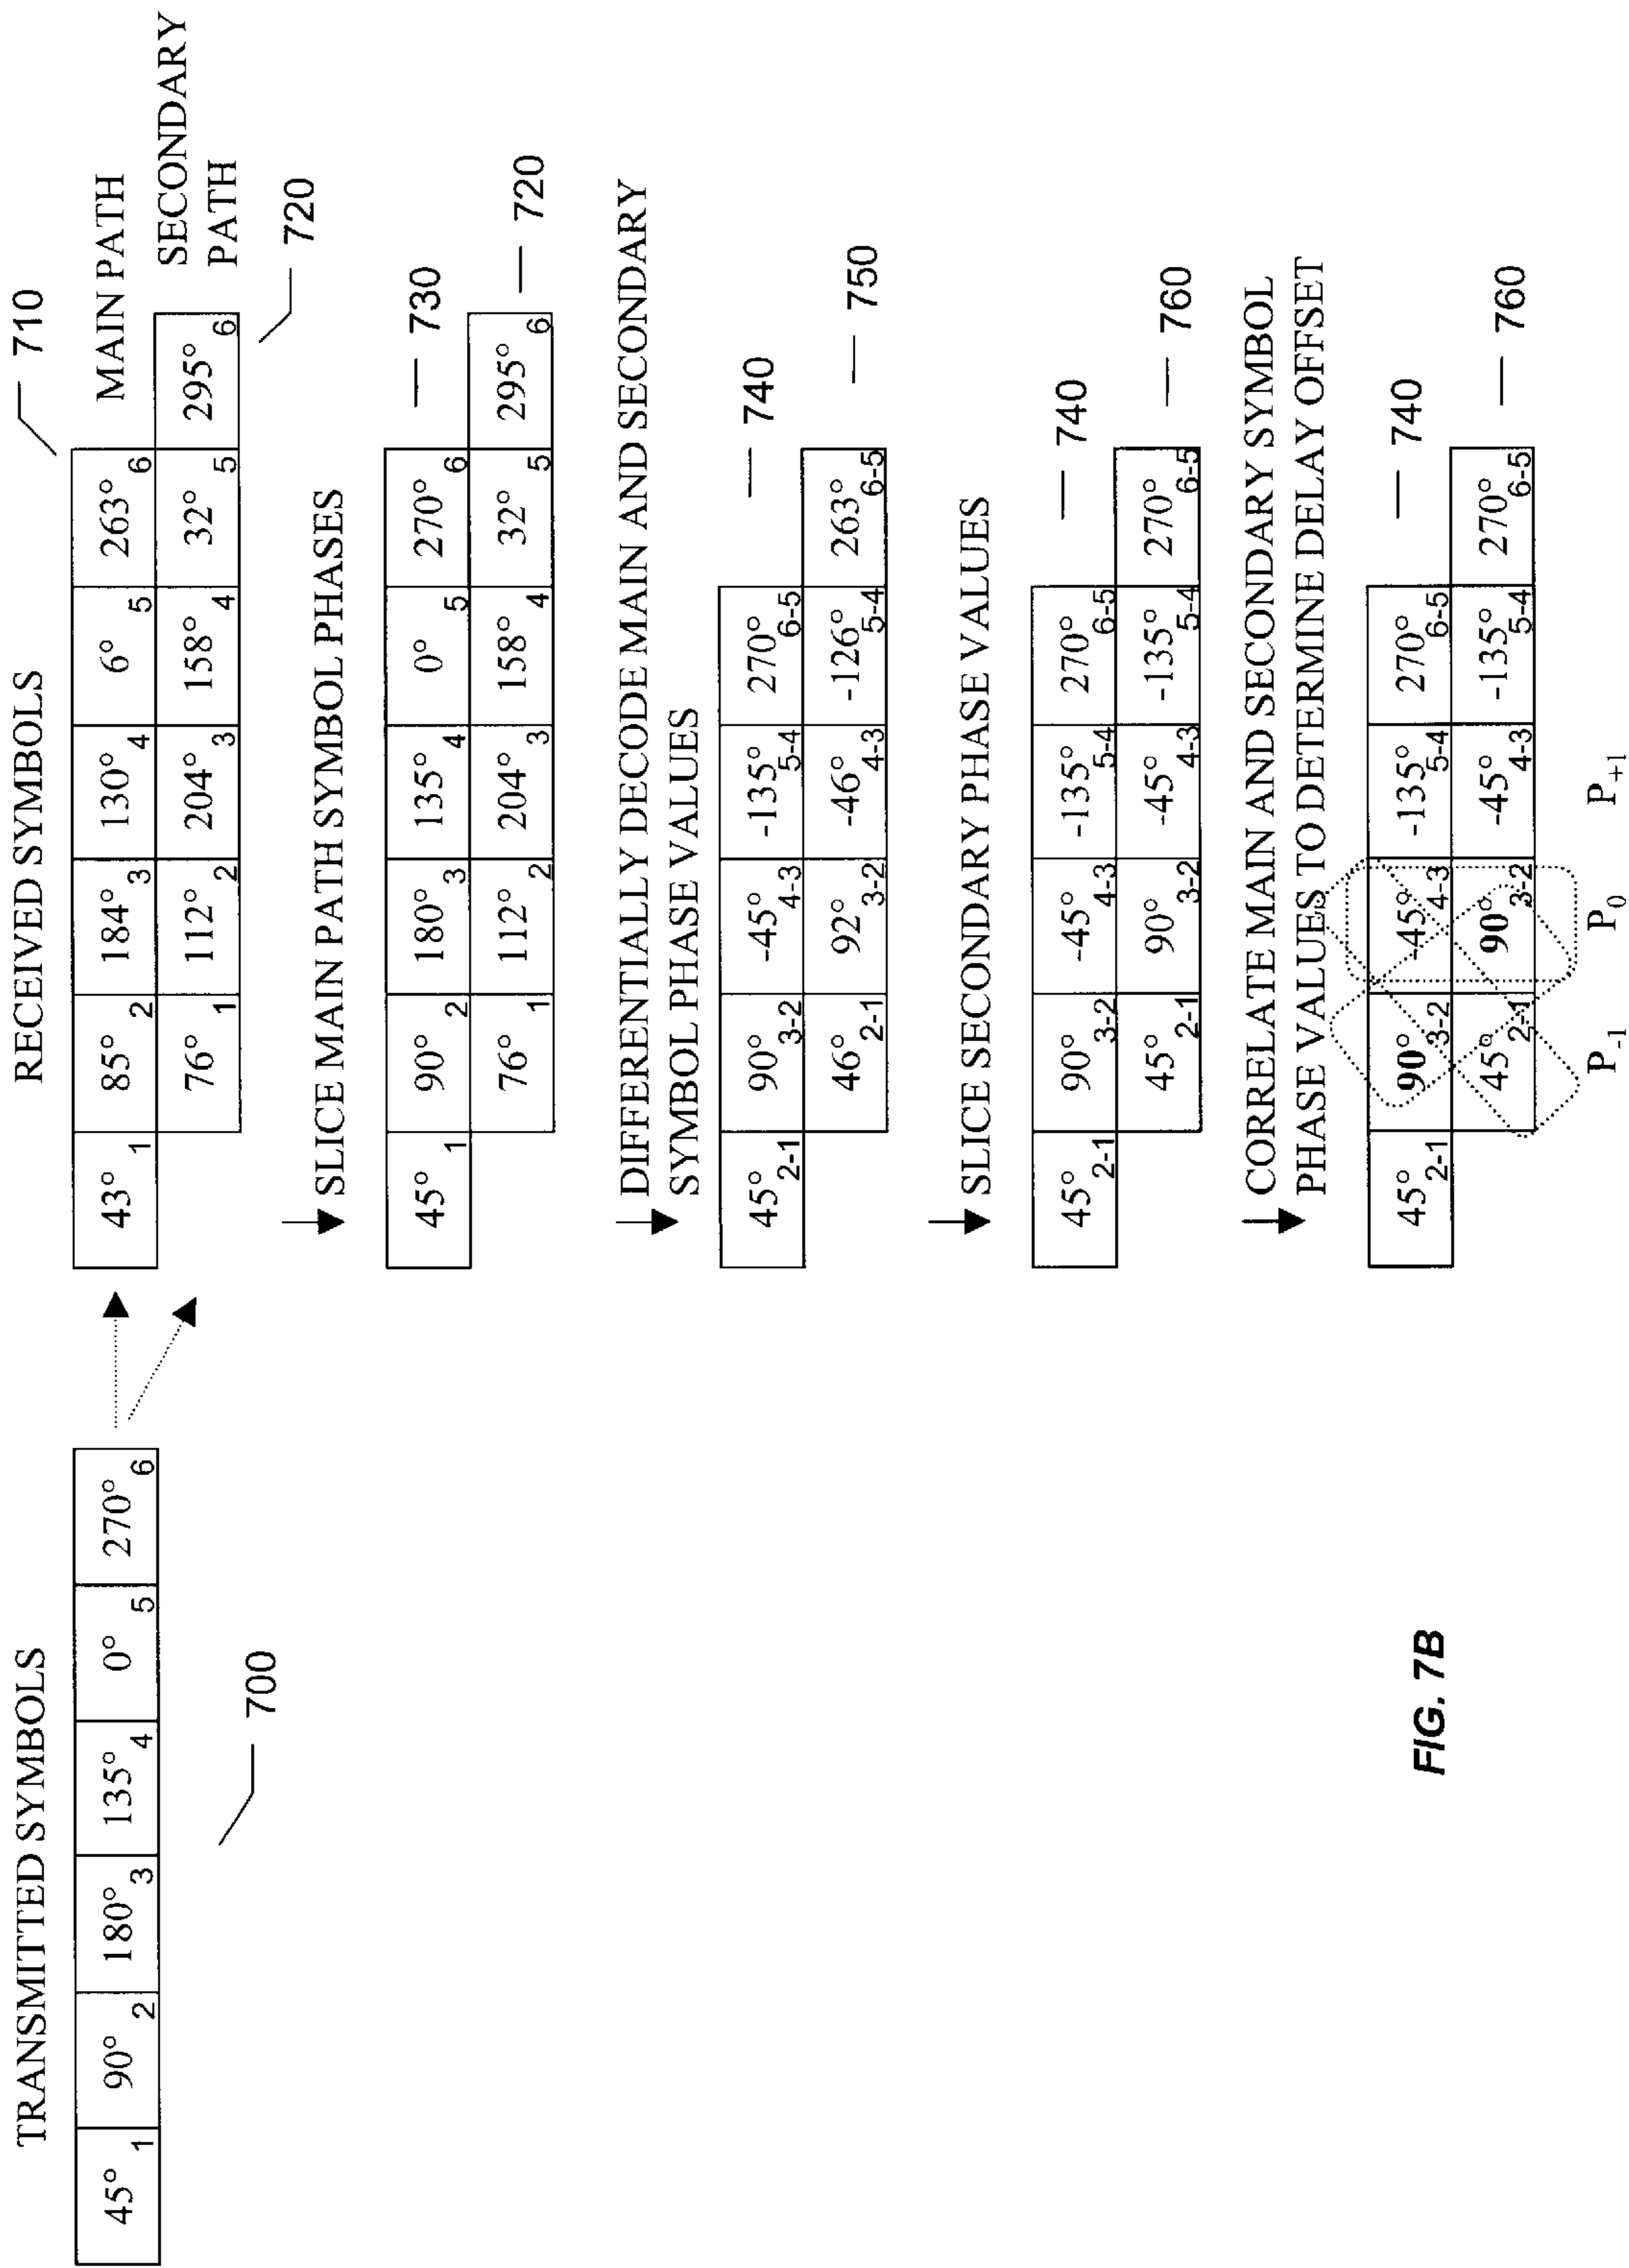 TRANSMITTED SYMBOLS
45° 90° 180° 135° 0° 270°
1 2 3 4 5 6
700
RECEIVED SYMBOLS
710
43° 85° 184° 130° 6° 263°
1 2 3 4 5 6
MAIN PATH
76° 112° 204° 158° 32° 295°
1 2 3 4 5 6
SECONDARY
PATH
720
SLICE MAIN PATH SYMBOL PHASES
45° 90° 180° 135° 0° 270°
1 2 3 4 5 6
730
76° 112° 204° 158° 32° 295°
1 2 3 4 5 6
720
DIFFERENTIALLY DECODE MAIN AND SECONDARY
SYMBOL PHASE VALUES
45° 90° -45° -135° 270°
2-1 3-2 4-3 5-4 6-5
740
46° 92° -46° -126° 263°
2-1 3-2 4-3 5-4 6-5
750
SLICE SECONDARY PHASE VALUES
45° 90° -45° -135° 270°
2-1 3-2 4-3 5-4 6-5
740
45° 90° -45° -135° 270°
2-1 3-2 4-3 5-4 6-5
760
CORRELATE MAIN AND SECONDARY SYMBOL
PHASE VALUES TO DETERMINE DELAY OFFSET
45° 90° -45° -135° 270°
2-1 3-2 4-3 5-4 6-5
740
45° 90° -45° -135° 270°
2-1 3-2 4-3 5-4 6-5
760
P-1 P0 P+1
FIG. 7B